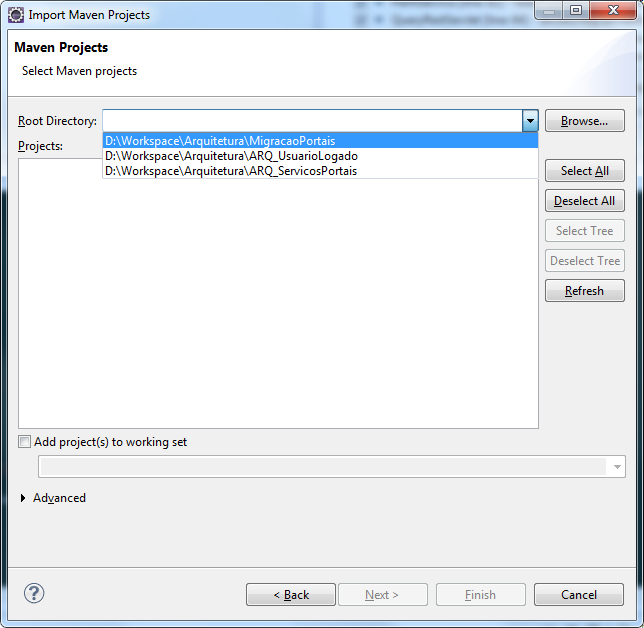 Import Maven Projects
Maven Projects
Select Maven projects
Root Directory:
Browse...
D:\Workspace\Arquitetura\MigracaoPortais
D:\Workspace\Arquitetura\ARQ_UsuarioLogado
D:\Workspace\Arquitetura\ARQ_ServicosPortais
Projects:
Select All
Deselect All
Select Tree
Deselect Tree
Refresh
Add project(s) to working set
Advanced
?
< Back
Next >
Finish
Cancel